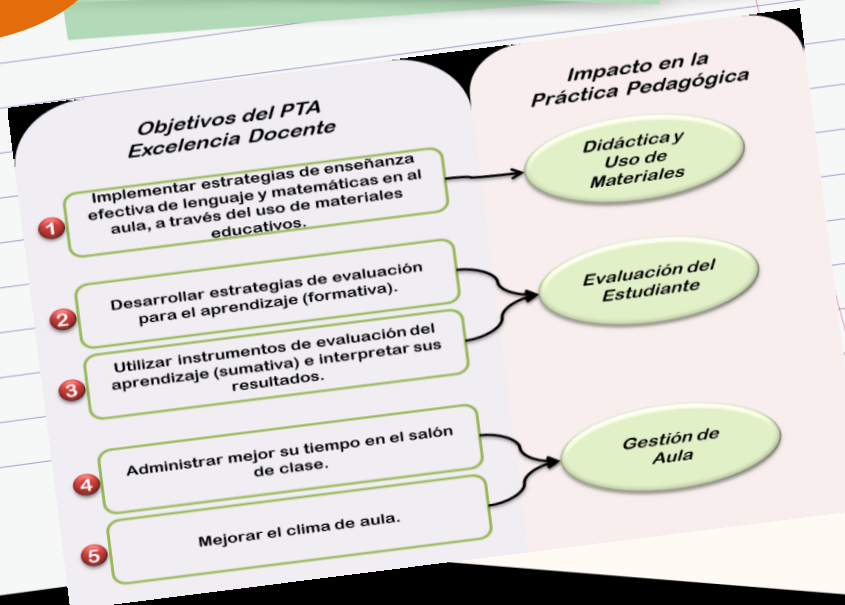 Objetivos del PTA
Excelencia Docente
Impacto en la
Práctica Pedagógica
1
Implementar estrategias de enseñanza
efectiva de lenguaje y matemáticas en al
aula, a través del uso de materiales
educativos.
Didáctica y
Uso de
Materiales
2
Desarrollar estrategias de evaluación
para el aprendizaje (formativa).
3
Utilizar instrumentos de evaluación del
aprendizaje (sumativa) e interpretar sus
resultados.
Evaluación del
Estudiante
4
Administrar mejor su tiempo en el salón
de clase.
5
Mejorar el clima de aula.
Gestión de
Aula